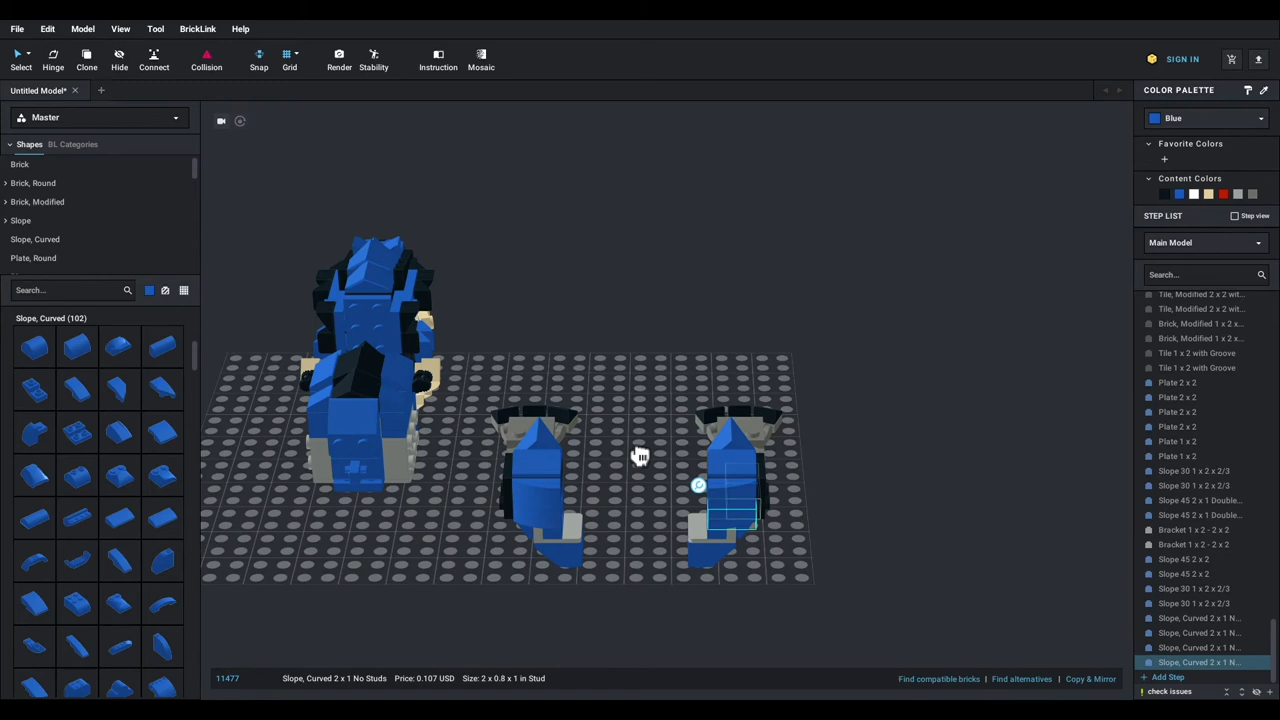 File Edit Model View Tool BrickLink Help
Select Hinge Clone Hide Connect Collision Snap Grid Render Stability Instruction Mosaic
SIGN IN
Untitled Model*
COLOR PALETTE
Master
Blue
Shapes BL Categories
Favorite Colors
Brick
Brick, Round
Content Colors
Brick, Modified
Slope
STEP LIST
Step view
Slope, Curved
Main Model
Plate, Round
Search...
Search...
Slope, Curved (102)
Tile, Modified 2 x 2 wit...
Tile, Modified 2 x 2 wit...
Brick, Modified 1 x 2 x...
Brick, Modified 1 x 2 x...
Tile 1 x 2 with Groove
Tile 1 x 2 with Groove
Plate 2 x 2
Plate 2 x 2
Plate 2 x 2
Plate 2 x 2
Plate 1 x 2
Plate 1 x 2
Slope 30 1 x 2 x 2/3
Slope 30 1 x 2 x 2/3
Slope 45 2 x 1 Double...
Slope 45 2 x 1 Double...
Bracket 1 x 2 - 2 x 2
Bracket 1 x 2 - 2 x 2
Slope 45 2 x 2
Slope 45 2 x 2
Slope 30 1 x 2 x 2/3
Slope 30 1 x 2 x 2/3
Slope, Curved 2 x 1 N...
Slope, Curved 2 x 1 N...
Slope, Curved 2 x 1 N...
Slope, Curved 2 x 1 N...
Add Step
check issues
11477 Slope, Curved 2 x 1 No Studs Price: 0.107 USD Size: 2 x 0.8 x 1 in Stud
Find compatible bricks Find alternatives Copy & Mirror